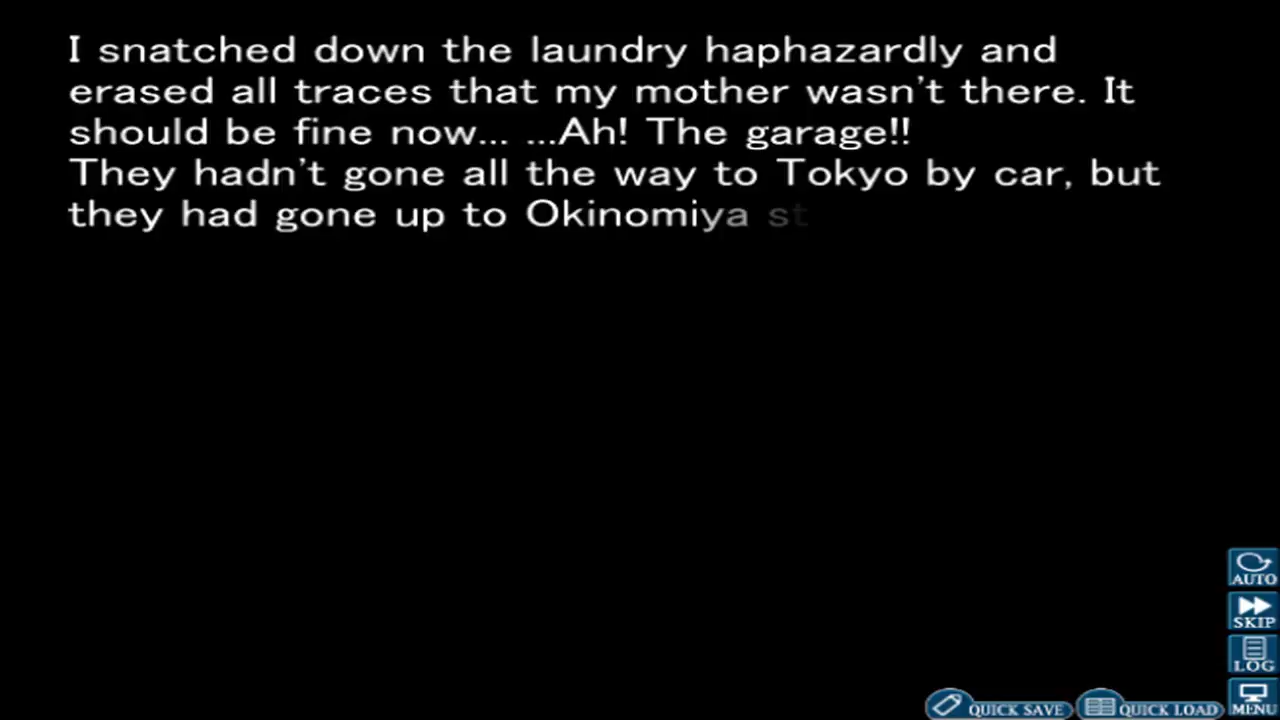 I snatched down the laundry haphazardly and
erased all traces that my mother wasn't there. It
should be fine now... ...Ah! The garage!!
They hadn't gone all the way to Tokyo by car, but
they had gone up to Okinomiya st
AUTO
SKIP
LOG
QUICK SAVE
QUICK LOAD
MENU